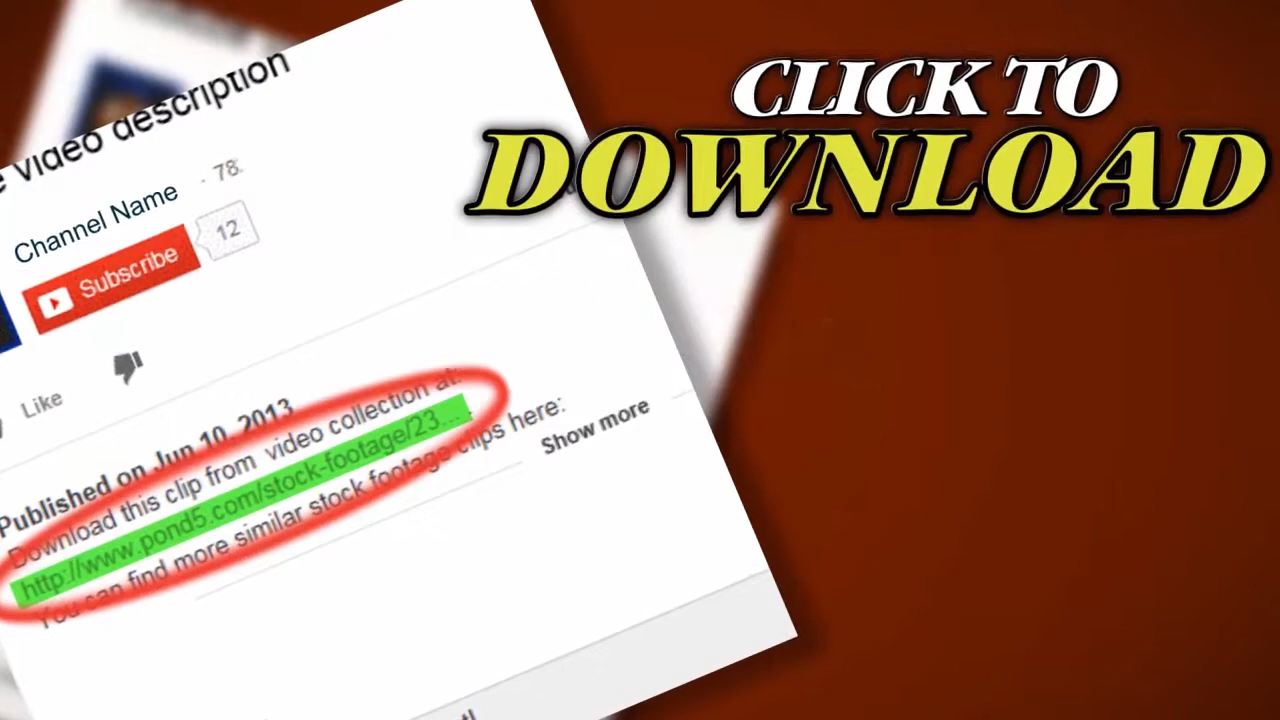 CLICK TO
DOWNLOAD
video description
Channel Name
78
Subscribe
12
Like
Published on Jun 10, 2013
Download this clip from video collection at:
http://www.pond5.com/stock-footage/23...
You can find more similar stock footage clips here:
Show more